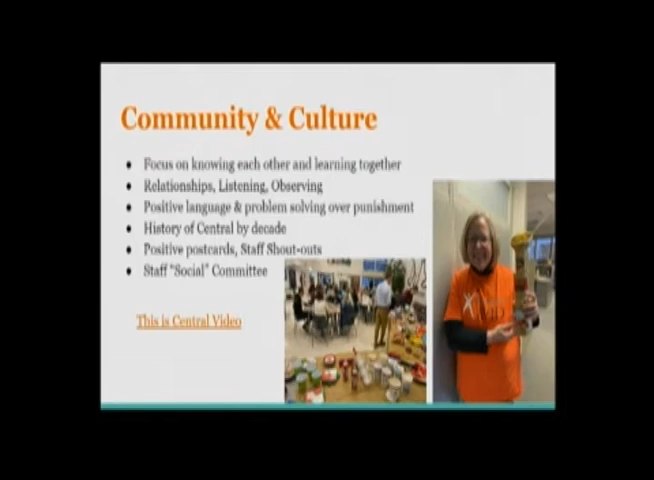 Community & Culture
Focus on knowing each other and learning together
Relationships, Listening, Observing
Positive language & problem solving over punishment
History of Central by decade
Positive postcards, Staff Shout-outs
Staff "Social" Committee
This is Central Video